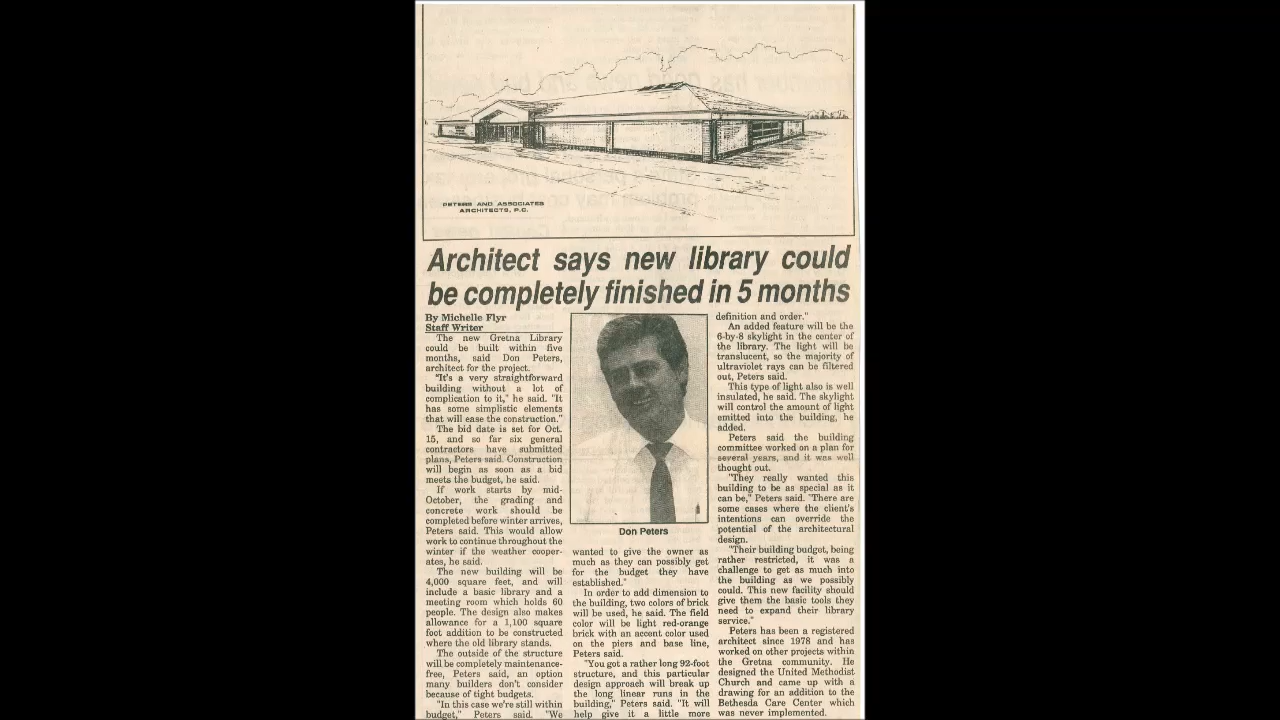 PETERS AND ASSOCIATES
ARCHITECTS, P.C.
Architect says new library could
be completely finished in 5 months
By Michelle Flyr
Staff Writer
The new Gretna Library
could be built within five
months, said Don Peters,
architect for the project.
"It's a very straightforward
building without a lot of
complication to it," he said. "It
has some simplistic elements
that will ease the construction."
The bid date is set for Oct.
15, and so far six general
contractors have submitted
plans, Peters said. Construction
will begin as soon as a bid
meets the budget, he said.
If work starts by mid-
October, the grading and
concrete work should be
completed before winter arrives,
Peters said. This would allow
work to continue throughout the
winter if the weather cooper-
ates, he said.
The new building will be
4,000 square feet, and will
include a basic library and a
meeting room which holds 60
people. The design also makes
allowance for a 1,100 square
foot addition to be constructed
where the old library stands.
The outside of the structure
will be completely maintenance-
free, Peters said, an option
many builders don't consider
because of tight budgets.
"In this case we're still within
budget," Peters said. "We
Don Peters
wanted to give the owner as
much as they can possibly get
for the budget they have
established."
In order to add dimension to
the building, two colors of brick
will be used, he said. The field
color will be light red-orange
brick with an accent color used
on the piers and base line,
Peters said.
"You got a rather long 92-foot
structure, and this particular
design approach will break up
the long linear runs in the
building," Peters said. "It will
help give it a little more
definition and order."
An added feature will be the
6-by-8 skylight in the center of
the library. The light will be
translucent, so the majority of
ultraviolet rays can be filtered
out, Peters said.
This type of light also is well
insulated, he said. The skylight
will control the amount of light
emitted into the building, he
added.
Peters said the building
committee worked on a plan for
several years, and it was well
thought out.
"They really wanted this
building to be as special as it
can be," Peters said. "There are
some cases where the client's
intentions can override the
potential of the architectural
design.
"Their building budget, being
rather restricted, it was a
challenge to get as much into
the building as we possibly
could. This new facility should
give them the basic tools they
need to expand their library
service."
Peters has been a registered
architect since 1978 and has
worked on other projects within
the Gretna community. He
designed the United Methodist
Church and came up with a
drawing for an addition to the
Bethesda Care Center which
was never implemented.